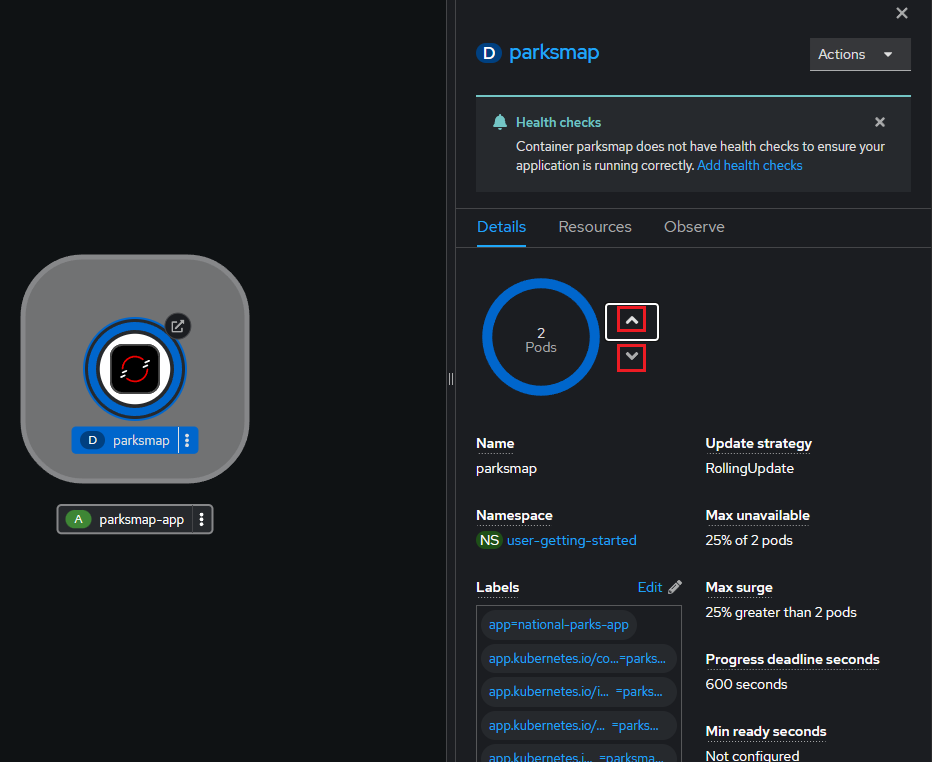 D parksmap
Actions
Health checks
Container parksmap does not have health checks to ensure your
application is running correctly. Add health checks
Details Resources Observe
2
Pods
D parksmap
A parksmap-app
Name
parksmap
Update strategy
RollingUpdate
Namespace
NS user-getting-started
Max unavailable
25% of 2 pods
Labels Edit
app=national-parks-app
app.kubernetes.io/co...=parks...
app.kubernetes.io/i... =parks...
app.kubernetes.io/... =parks...
app.kubernetes.i... =parksma...
Max surge
25% greater than 2 pods
Progress deadline seconds
600 seconds
Min ready seconds
Not configured